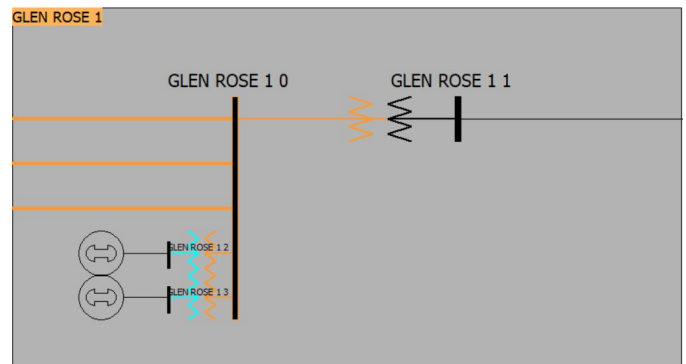 GLEN ROSE 1
GLEN ROSE 1 0
GLEN ROSE 1 1
GLEN ROSE 1 2
GLEN ROSE 1 3